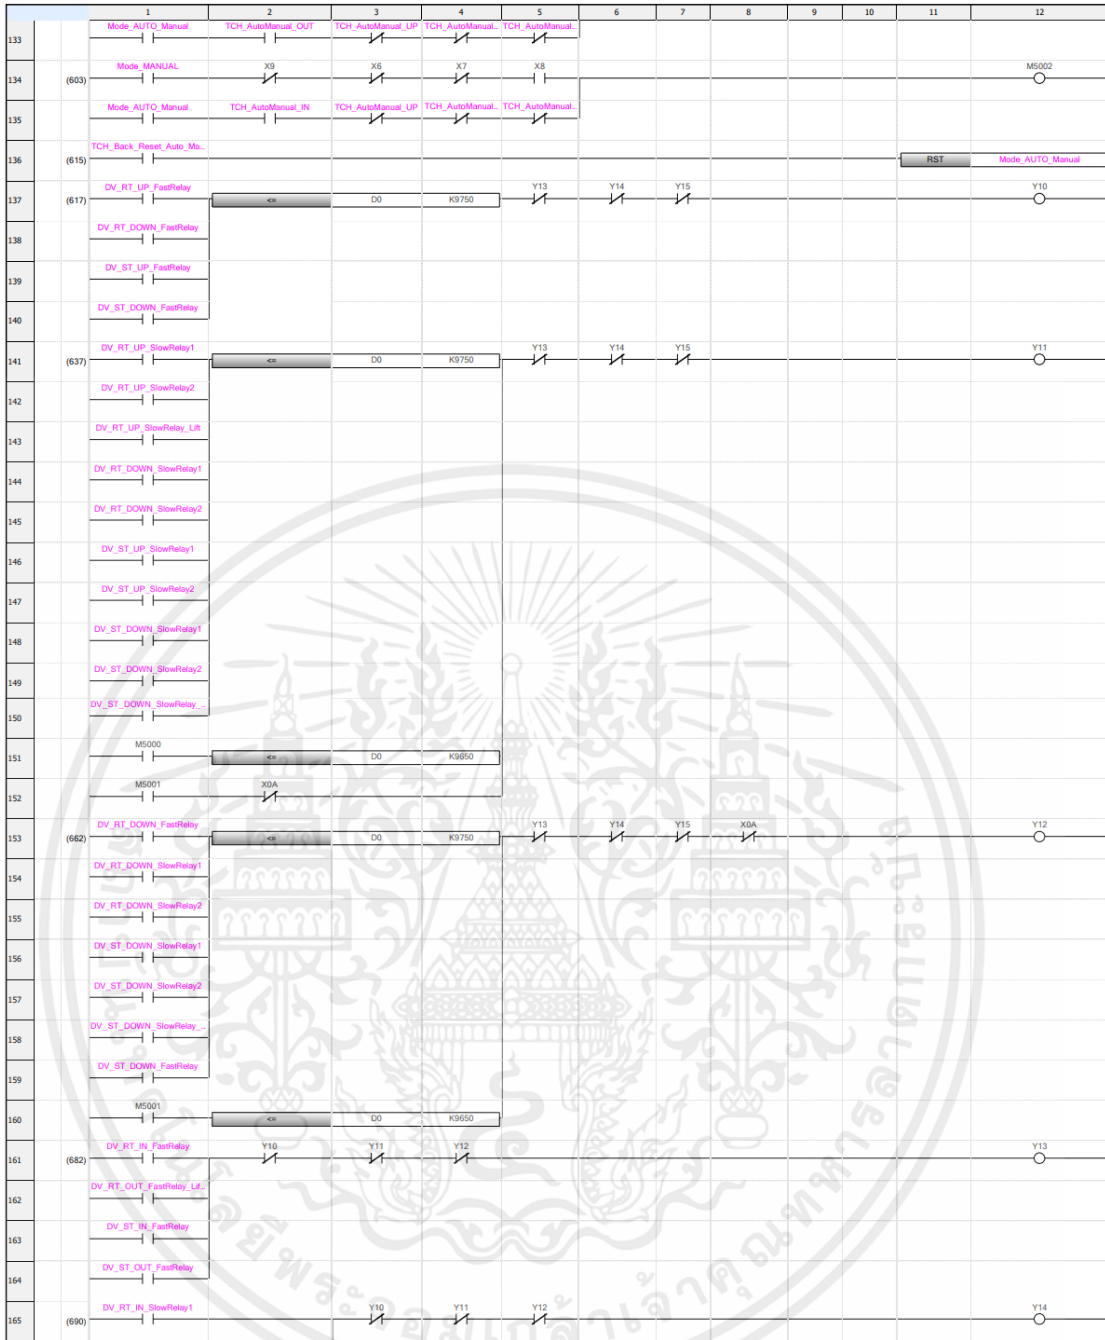 1 2 3 4 5 6 7 8 9 10 11 12
133 Mode_AUTO_Manual TCH_AutoManual_OUT TCH_AutoManual_UP TCH_AutoManual... TCH_AutoManual...
134 (603) Mode_MANUAL X9 X6 X7 X8 M5002
135 Mode_AUTO_Manual TCH_AutoManual_IN TCH_AutoManual_UP TCH_AutoManual... TCH_AutoManual...
136 (615) TCH_Back_Reset_Auto_Ma... RST Mode_AUTO_Manual
137 (617) DV_RT_UP_FastRelay <= D0 K9750 Y13 Y14 Y15 Y10
138 DV_RT_DOWN_FastRelay
139 DV_ST_UP_FastRelay
140 DV_ST_DOWN_FastRelay
141 (637) DV_RT_UP_SlowRelay1 <= D0 K9750 Y13 Y14 Y15 Y11
142 DV_RT_UP_SlowRelay2
143 DV_RT_UP_SlowRelay_Lift
144 DV_RT_DOWN_SlowRelay1
145 DV_RT_DOWN_SlowRelay2
146 DV_ST_UP_SlowRelay1
147 DV_ST_UP_SlowRelay2
148 DV_ST_DOWN_SlowRelay1
149 DV_ST_DOWN_SlowRelay2
150 DV_ST_DOWN_SlowRelay_...
151 M5000 <= D0 K9650
152 M5001 X0A
153 (662) DV_RT_DOWN_FastRelay <= D0 K9750 Y13 Y14 Y15 X0A Y12
154 DV_RT_DOWN_SlowRelay1
155 DV_RT_DOWN_SlowRelay2
156 DV_ST_DOWN_SlowRelay1
157 DV_ST_DOWN_SlowRelay2
158 DV_ST_DOWN_SlowRelay_...
159 DV_ST_DOWN_FastRelay
160 M5001 <= D0 K9650
161 (682) DV_RT_IN_FastRelay Y10 Y11 Y12 Y13
162 DV_RT_OUT_FastRelay_Lif...
163 DV_ST_IN_FastRelay
164 DV_ST_OUT_FastRelay
165 (690) DV_RT_IN_SlowRelay1 Y10 Y11 Y12 Y14